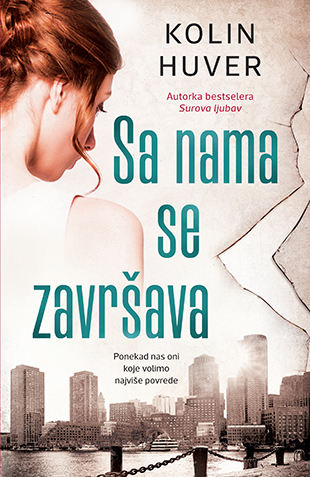 KOLIN
HUVER
Autorka bestselera
Surova ljubav
Sa nama
se
završava
Ponekad nas oni
koje volimo
najviše povrede